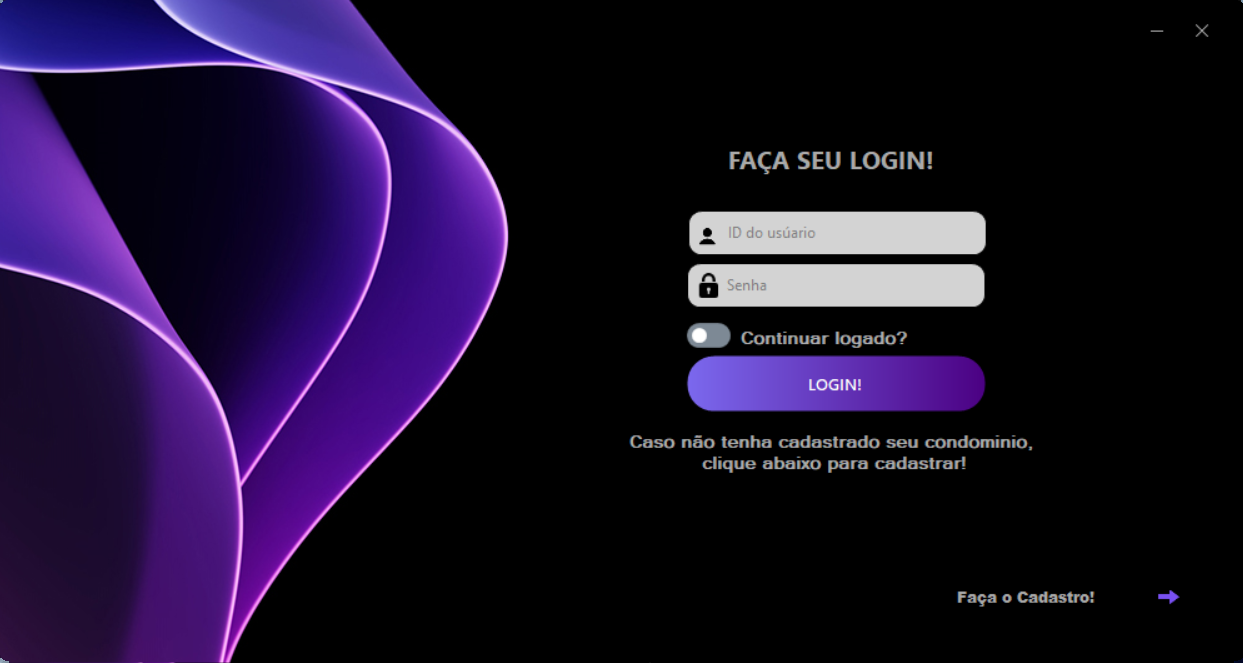 FAÇA SEU LOGIN!
ID do usúario
Senha
Continuar logado?
LOGIN!
Caso não tenha cadastrado seu condominio,
clique abaixo para cadastrar!
Faça o Cadastro!